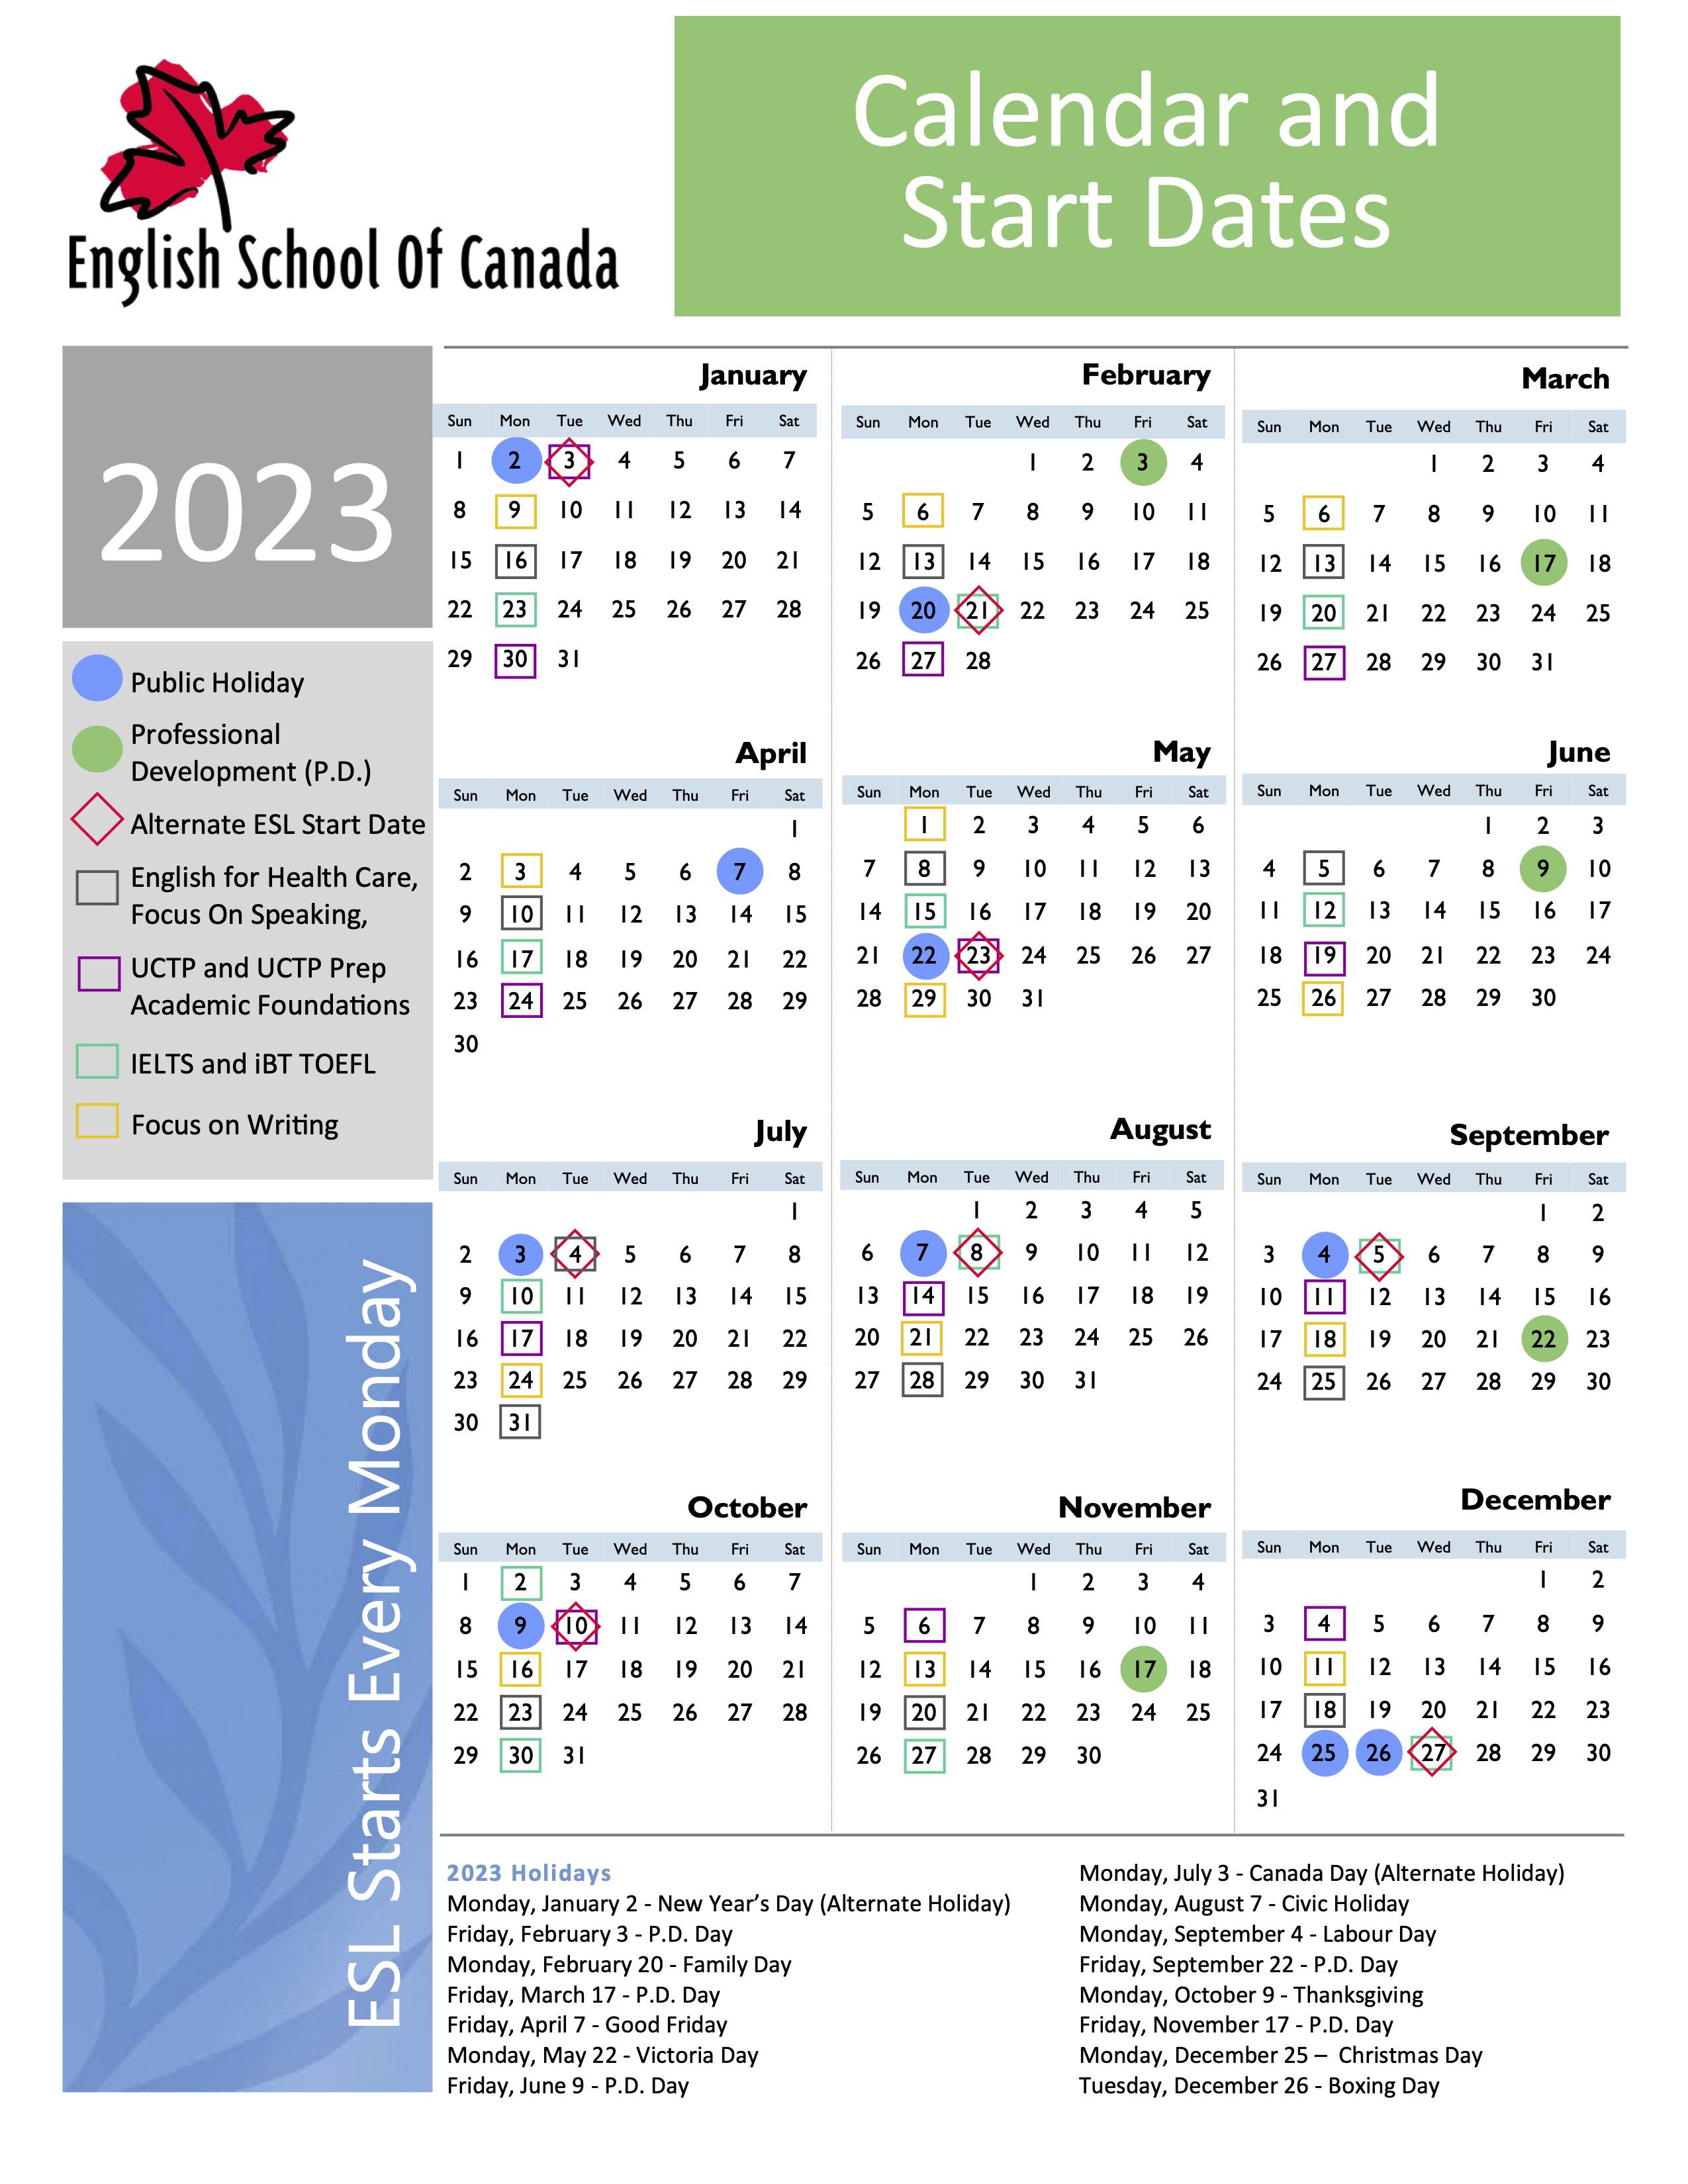 English School Of Canada
Calendar and
Start Dates
2023
Public Holiday
Professional
Development (P.D.)
Alternate ESL Start Date
English for Health Care,
Focus On Speaking,
UCTP and UCTP Prep
Academic Foundations
IELTS and iBT TOEFL
Focus on Writing
ESL Starts Every Monday
January
Sun Mon Tue Wed Thu Fri Sat
1 2 3 4 5 6 7
8 9 10 11 12 13 14
15 16 17 18 19 20 21
22 23 24 25 26 27 28
29 30 31
February
Sun Mon Tue Wed Thu Fri Sat
1 2 3 4
5 6 7 8 9 10 11
12 13 14 15 16 17 18
19 20 21 22 23 24 25
26 27 28
March
Sun Mon Tue Wed Thu Fri Sat
1 2 3 4
5 6 7 8 9 10 11
12 13 14 15 16 17 18
19 20 21 22 23 24 25
26 27 28 29 30 31
April
Sun Mon Tue Wed Thu Fri Sat
1
2 3 4 5 6 7 8
9 10 11 12 13 14 15
16 17 18 19 20 21 22
23 24 25 26 27 28 29
30
May
Sun Mon Tue Wed Thu Fri Sat
1 2 3 4 5 6
7 8 9 10 11 12 13
14 15 16 17 18 19 20
21 22 23 24 25 26 27
28 29 30 31
June
Sun Mon Tue Wed Thu Fri Sat
1 2 3
4 5 6 7 8 9 10
11 12 13 14 15 16 17
18 19 20 21 22 23 24
25 26 27 28 29 30
July
Sun Mon Tue Wed Thu Fri Sat
1
2 3 4 5 6 7 8
9 10 11 12 13 14 15
16 17 18 19 20 21 22
23 24 25 26 27 28 29
30 31
August
Sun Mon Tue Wed Thu Fri Sat
1 2 3 4 5
6 7 8 9 10 11 12
13 14 15 16 17 18 19
20 21 22 23 24 25 26
27 28 29 30 31
September
Sun Mon Tue Wed Thu Fri Sat
1 2
3 4 5 6 7 8 9
10 11 12 13 14 15 16
17 18 19 20 21 22 23
24 25 26 27 28 29 30
October
Sun Mon Tue Wed Thu Fri Sat
1 2 3 4 5 6 7
8 9 10 11 12 13 14
15 16 17 18 19 20 21
22 23 24 25 26 27 28
29 30 31
November
Sun Mon Tue Wed Thu Fri Sat
1 2 3 4
5 6 7 8 9 10 11
12 13 14 15 16 17 18
19 20 21 22 23 24 25
26 27 28 29 30
December
Sun Mon Tue Wed Thu Fri Sat
1 2
3 4 5 6 7 8 9
10 11 12 13 14 15 16
17 18 19 20 21 22 23
24 25 26 27 28 29 30
31
2023 Holidays
Monday, January 2 - New Year’s Day (Alternate Holiday)
Friday, February 3 - P.D. Day
Monday, February 20 - Family Day
Friday, March 17 - P.D. Day
Friday, April 7 - Good Friday
Monday, May 22 - Victoria Day
Friday, June 9 - P.D. Day
Monday, July 3 - Canada Day (Alternate Holiday)
Monday, August 7 - Civic Holiday
Monday, September 4 - Labour Day
Friday, September 22 - P.D. Day
Monday, October 9 - Thanksgiving
Friday, November 17 - P.D. Day
Monday, December 25 – Christmas Day
Tuesday, December 26 - Boxing Day